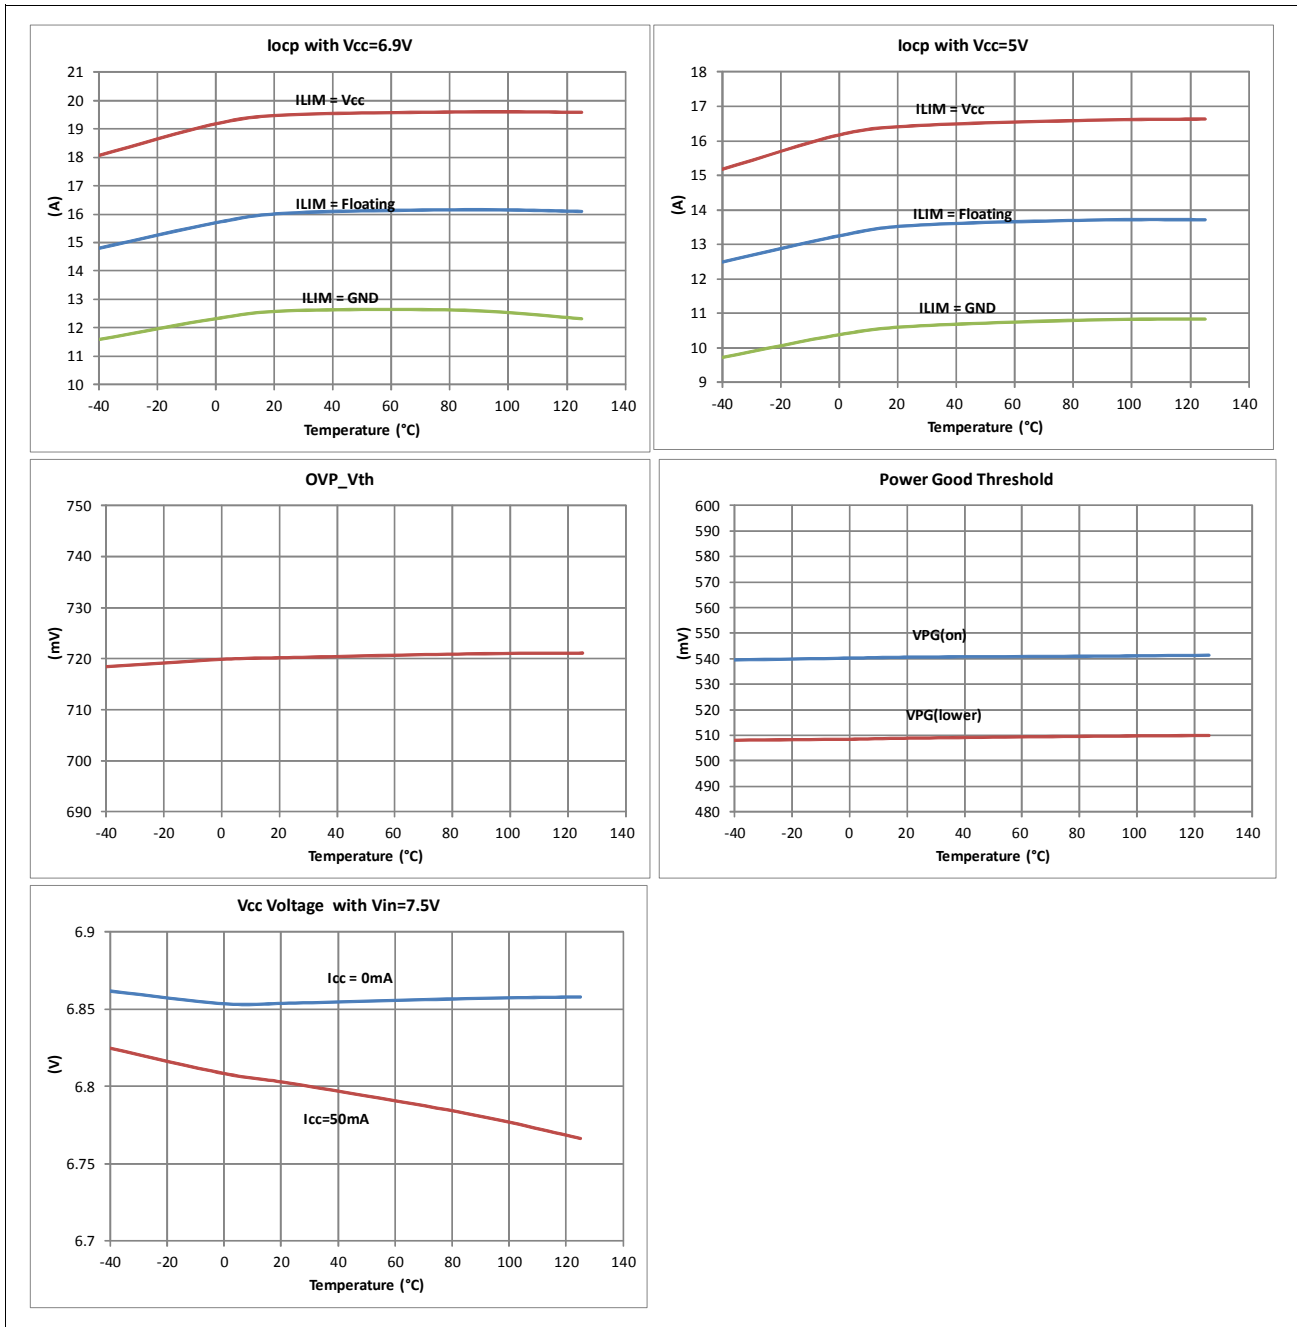 Iocp with Vcc=6.9V
21
20
19
18
17
16
15
14
13
12
11
10
(A)
ILIM = Vcc
ILIM = Floating
ILIM = GND
-40 -20 0 20 40 60 80 100 120 140
Temperature (°C)
Iocp with Vcc=5V
18
17
16
15
14
13
12
11
10
9
(A)
ILIM = Vcc
ILIM = Floating
ILIM = GND
-40 -20 0 20 40 60 80 100 120 140
Temperature (°C)
OVP_Vth
750
740
730
720
710
700
690
(mV)
-40 -20 0 20 40 60 80 100 120 140
Temperature (°C)
Power Good Threshold
600
590
580
570
560
550
540
530
520
510
500
490
480
(mV)
VPG(on)
VPG(lower)
-40 -20 0 20 40 60 80 100 120 140
Temperature (°C)
Vcc Voltage with Vin=7.5V
6.9
6.85
6.8
6.75
6.7
(V)
Icc = 0mA
Icc=50mA
-40 -20 0 20 40 60 80 100 120 140
Temperature (°C)